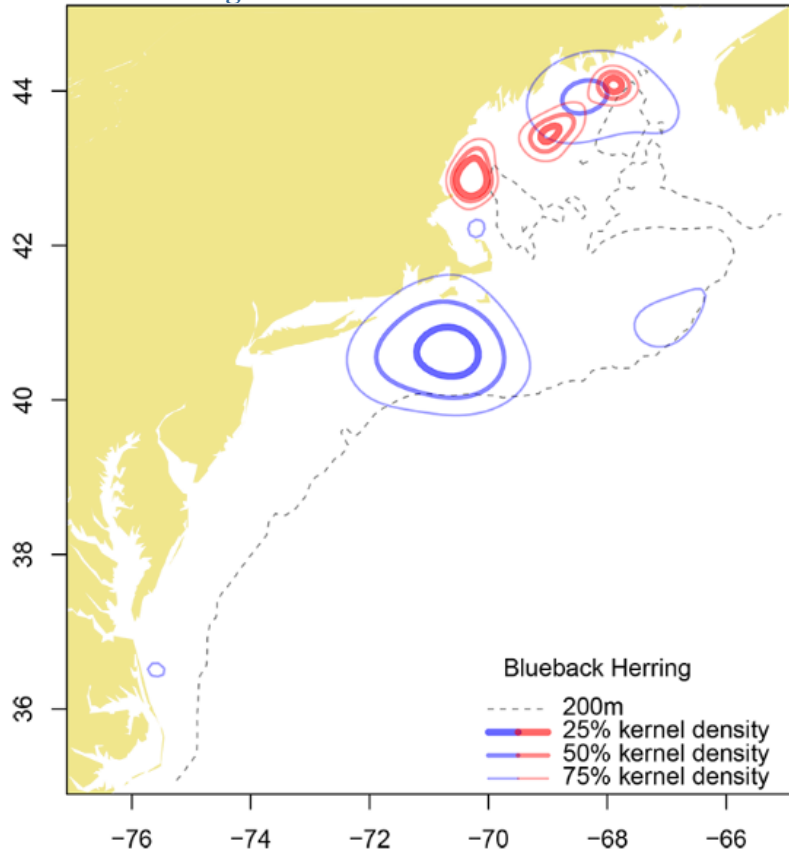 44
42
40
38
36
Blueback Herring
200m
25% kernel density
50% kernel density
75% kernel density
−76
−74
−72
−70
−68
−66